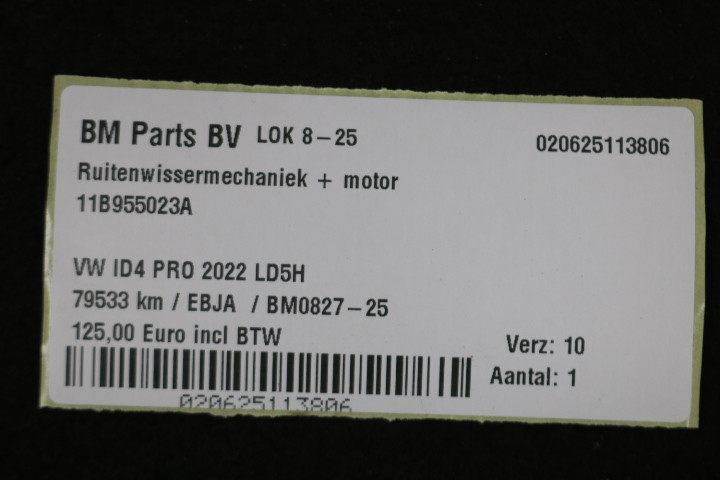 BM Parts BV LOK 8-25 020625113806
Ruitenwissermechaniek + motor
11B955023A
VW ID4 PRO 2022 LD5H
79533 km / EBJA / BM0827-25
125,00 Euro incl BTW
Verz: 10
Aantal: 1
020625113806